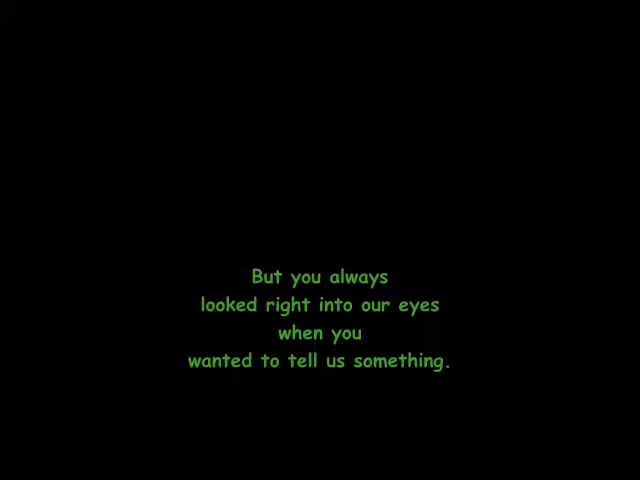 But you always
looked right into our eyes
when you
wanted to tell us something.